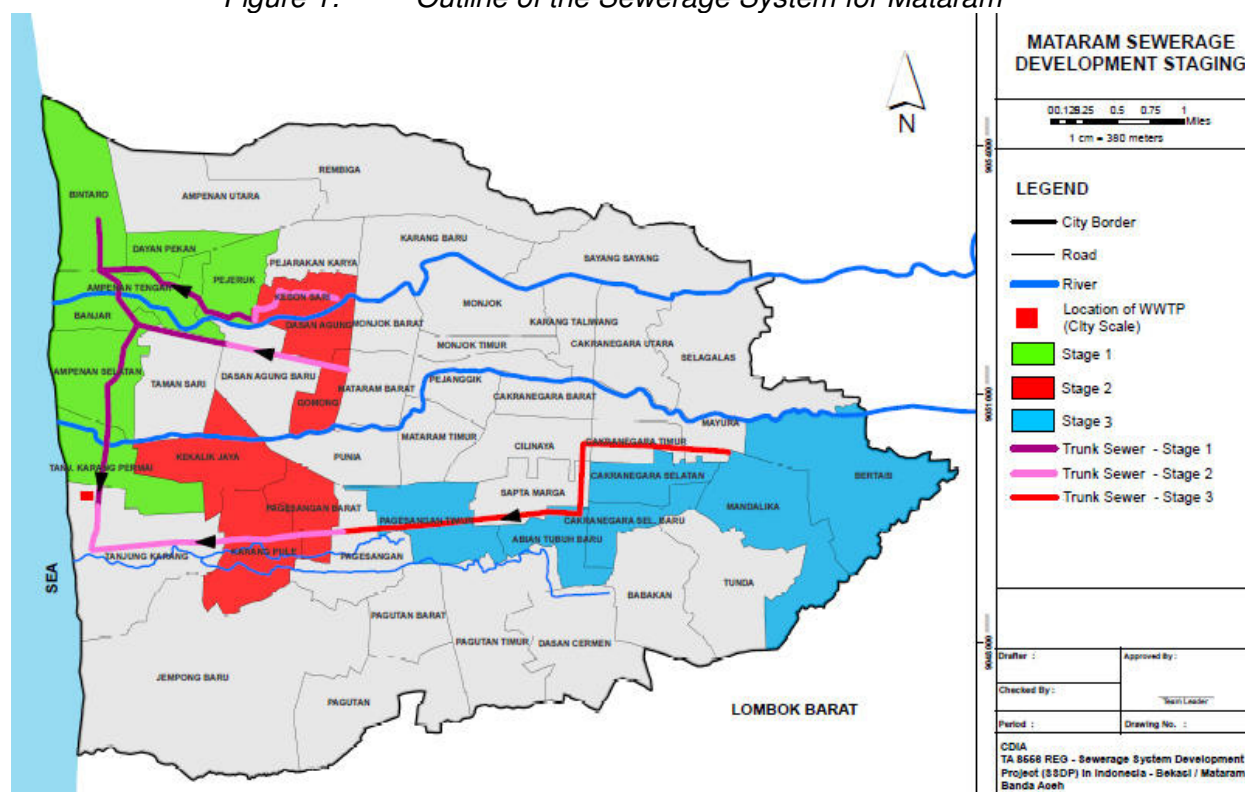 Figure 1: Outline of the Sewerage System for Mataram
MATARAM SEWERAGE
DEVELOPMENT STAGING
0.5 0.75 1
Miles
1 cm = 380 meters
N
LEGEND
City Border
Road
River
Location of WWTP
(City Scale)
Stage 1
Stage 2
Stage 3
Trunk Sewer - Stage 1
Trunk Sewer - Stage 2
Trunk Sewer - Stage 3
9054000
9051000
9048000
REMBIGA
BINTARO
AMPENAN UTARA
KARANG BARU
DAYAN PEKAN
SAYANG SAYANG
PEJARAKAN KARYA
PEJERUK
AMPENAN TENGAH
KEBON SARI
MONJOK
BANJAR
DASAN AGUNG
MONJOK BARAT
KARANG TALIWANG
MONJOK TIMUR
CAKRANEGARA UTARA
SELAGALAS
AMPENAN SELATAN
DASAN AGUNG BARU
PEJANGGIK
TAMAN SARI
MATARAM BARAT
CAKRANEGARA BARAT
GOMONG
MAYURA
MATARAM TIMUR
CAKRANEGARA TIMUR
CILINAYA
KEKALIK JAYA
PUNIA
TANJ. KARANG PERMAI
CAKRANEGARA SELATAN
BERTAIS
SAPTA MARGA
PAGESANGAN BARAT
MANDALIKA
PAGESANGAN TIMUR
CAKRANEGARA SEL. BARU
ABIAN TUBUH BARU
TANJUNG KARANG
KARANG PULE
PAGESANGAN
TUNDA
BABAKAN
SEA
PAGUTAN BARAT
PAGUTAN TIMUR
DASAN CERMEN
JEMPONG BARU
PAGUTAN
LOMBOK BARAT
Drafter :
Approved By :
Checked By :
Team Leader
Period :
Drawing No. :
CDIA
TA 8556 REG - Sewerage System Development
Project (SSDP) in Indonesia - Bekasi / Mataram
Banda Aceh